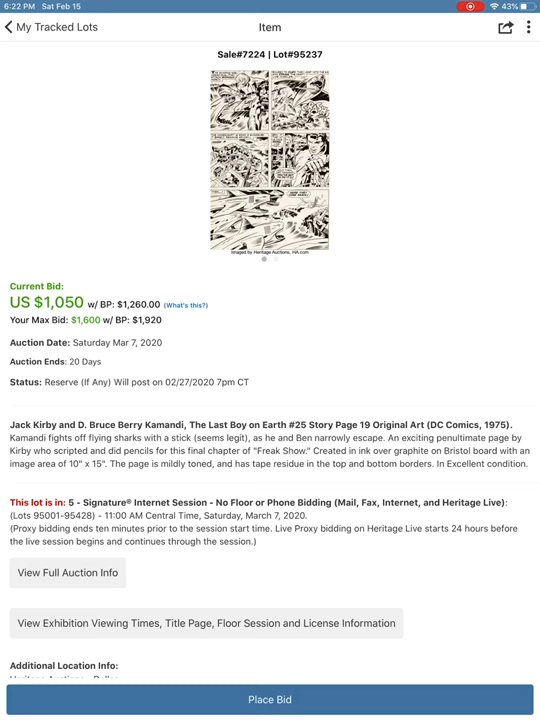 6:22 PM Sat Feb 15
43%
My Tracked Lots
Item
Sale#7224 | Lot#95237
Imaged by Heritage Auctions, HA.com
Current Bid:
US $1,050 w/ BP: $1,260.00 (What's this?)
Your Max Bid: $1,600 w/ BP: $1,920
Auction Date: Saturday Mar 7, 2020
Auction Ends: 20 Days
Status: Reserve (If Any) Will post on 02/27/2020 7pm CT
Jack Kirby and D. Bruce Berry Kamandi, The Last Boy on Earth #25 Story Page 19 Original Art (DC Comics, 1975).
Kamandi fights off flying sharks with a stick (seems legit), as he and Ben narrowly escape. An exciting penultimate page by
Kirby who scripted and did pencils for this final chapter of "Freak Show." Created in ink over graphite on Bristol board with an
image area of 10" x 15". The page is mildly toned, and has tape residue in the top and bottom borders. In Excellent condition.
This lot is in: 5 - Signature® Internet Session - No Floor or Phone Bidding (Mail, Fax, Internet, and Heritage Live):
(Lots 95001-95428) - 11:00 AM Central Time, Saturday, March 7, 2020.
(Proxy bidding ends ten minutes prior to the session start time. Live Proxy bidding on Heritage Live starts 24 hours before
the live session begins and continues through the session.)
View Full Auction Info
View Exhibition Viewing Times, Title Page, Floor Session and License Information
Additional Location Info:
Place Bid